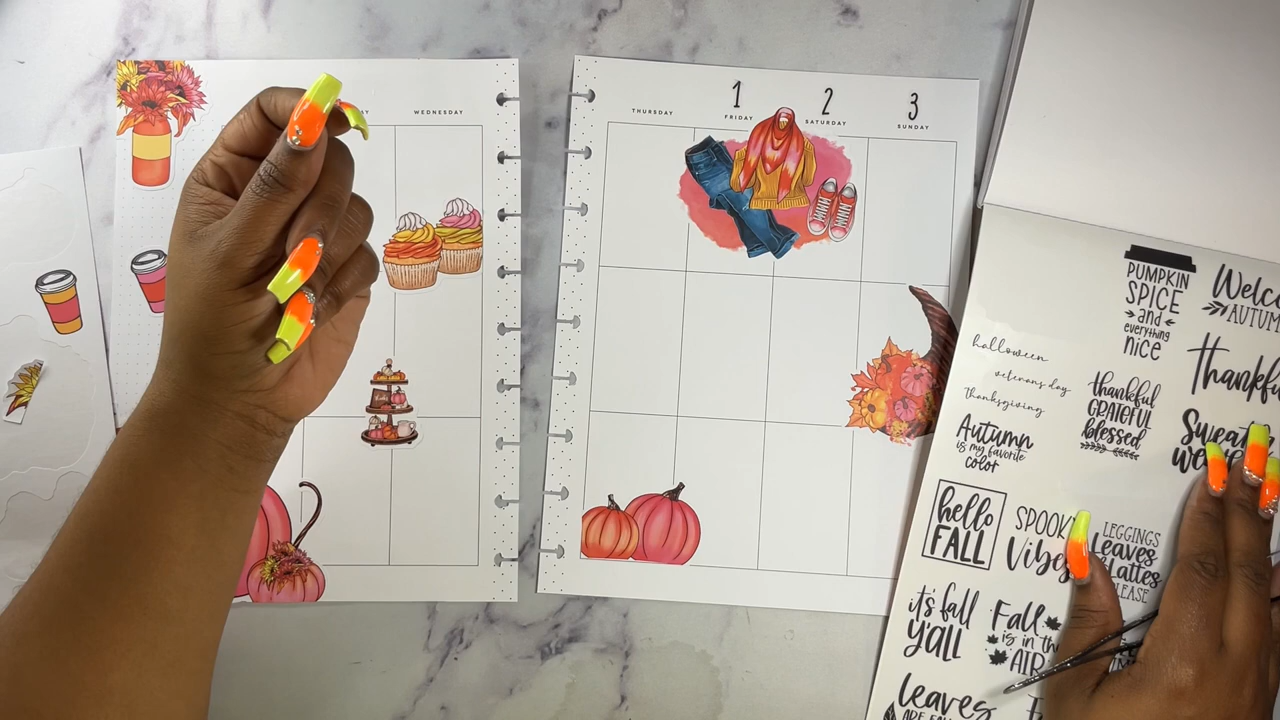 WEDNESDAY
THURSDAY
1
FRIDAY
2
SATURDAY
3
SUNDAY
PUMPKIN
SPICE
and
everything
nice
AUTUMN
halloween
veterans day
thanksgiving
thankful
GRATEFUL
blessed
Autumn
is my favorite
color
hello
FALL
SPOOKY
Vibes
LEGGINGS
Leaves
& Lattes
PLEASE
it's fall
y'all
Fall
is in the
AIR
leaves